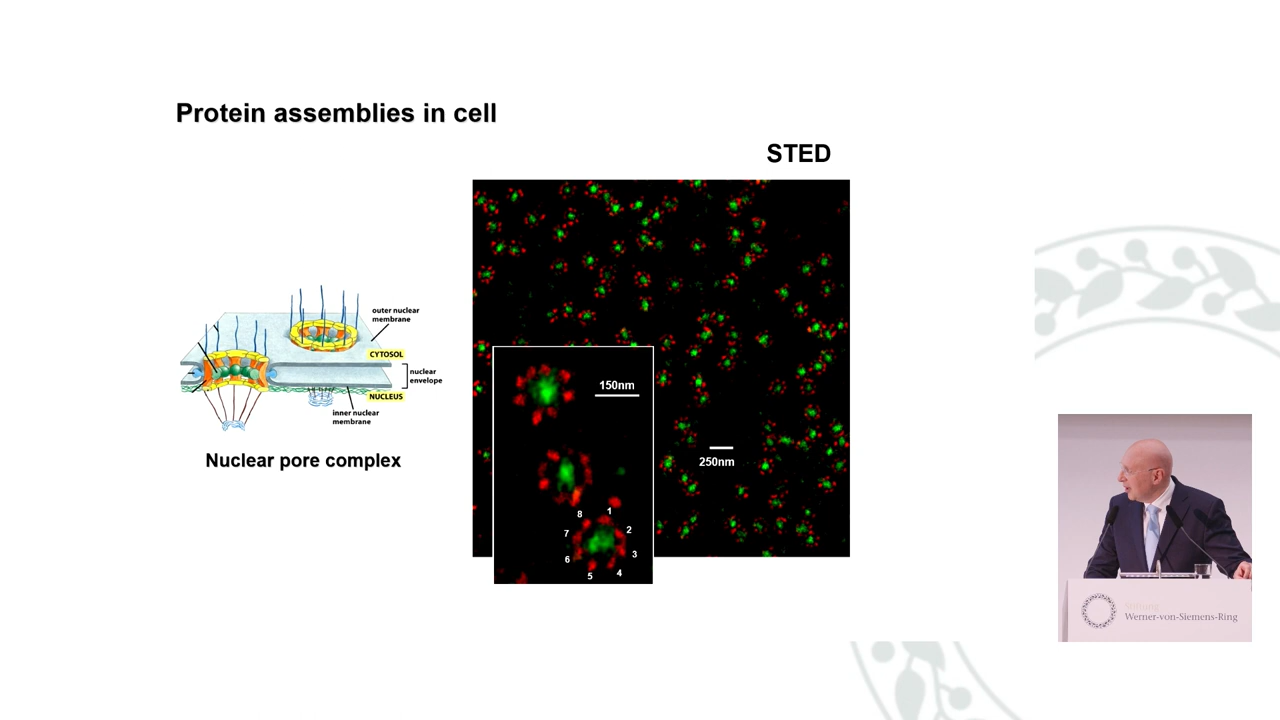 Protein assemblies in cell
STED
outer nuclear
membrane
CYTOSOL
nuclear
envelope
NUCLEUS
inner nuclear
membrane
Nuclear pore complex
150nm
250nm
8
1
7
2
6
3
5
4
Stiftung
Werner-von-Siemens-Ring